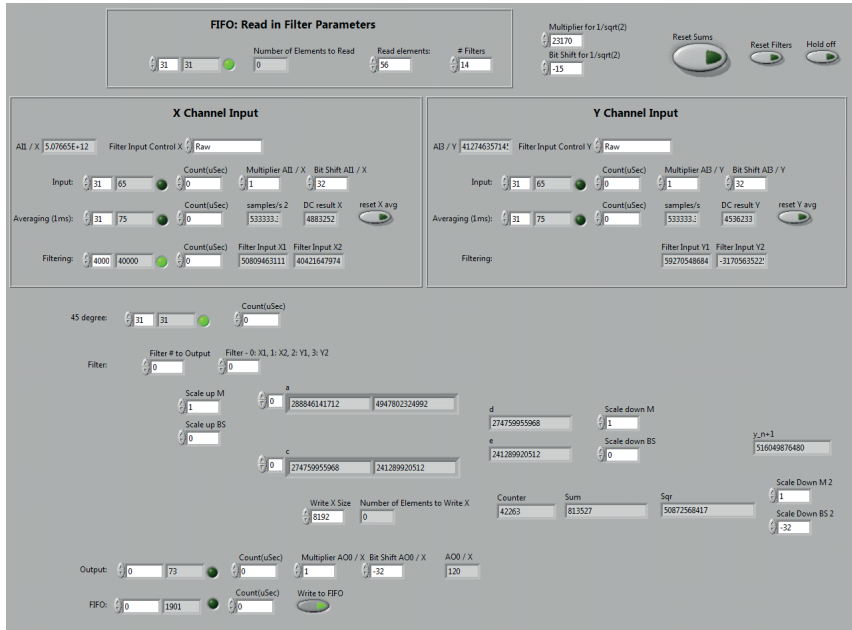 FIFO: Read in Filter Parameters
Number of Elements to Read Read elements: # Filters
31 31 0 56 14
Multiplier for 1/sqrt(2)
23170
Bit Shift for 1/sqrt(2)
-15
Reset Sums Reset Filters Hold off
X Channel Input
AI1 / X 5.07665E+12 Filter Input Control X Raw
Count(uSec) Multiplier AI1 / X Bit Shift AI1 / X
Input: 31 65 0 1 32
Count(uSec) samples/s 2 DC result X reset X avg
Averaging (1ms): 31 75 0 533333.3 4883252
Count(uSec) Filter Input X1 Filter Input X2
Filtering: 4000 40000 0 50809463111 40421647974
Y Channel Input
AI3 / Y 41274635714 Filter Input Control Y Raw
Count(uSec) Multiplier AI3 / Y Bit Shift AI3 / Y
Input: 31 65 0 1 32
Count(uSec) samples/s DC result Y reset Y avg
Averaging (1ms): 31 75 0 533333.3 4536233
Filter Input Y1 Filter Input Y2
Filtering: 59270548684 -3170563522
Count(uSec)
45 degree: 31 31 0
Filter # to Output Filter - 0: X1, 1: X2, 2: Y1, 3: Y2
Filter: 0 0
Scale up M
1
Scale up BS
0
a
0 288846141712 4947802324992
c
0 274759955968 241289920512
d
274759955968
e
241289920512
Scale down M
1
Scale down BS
0
y_n+1
516049876480
Write X Size Number of Elements to Write X
8192 0
Counter Sum Sqr
42263 813527 50872568417
Scale Down M 2
1
Scale Down BS 2
-32
Count(uSec) Multiplier AO0 / X Bit Shift AO0 / X AO0 / X
Output: 0 73 0 1 -32 120
Count(uSec) Write to FIFO
FIFO: 0 1901 0